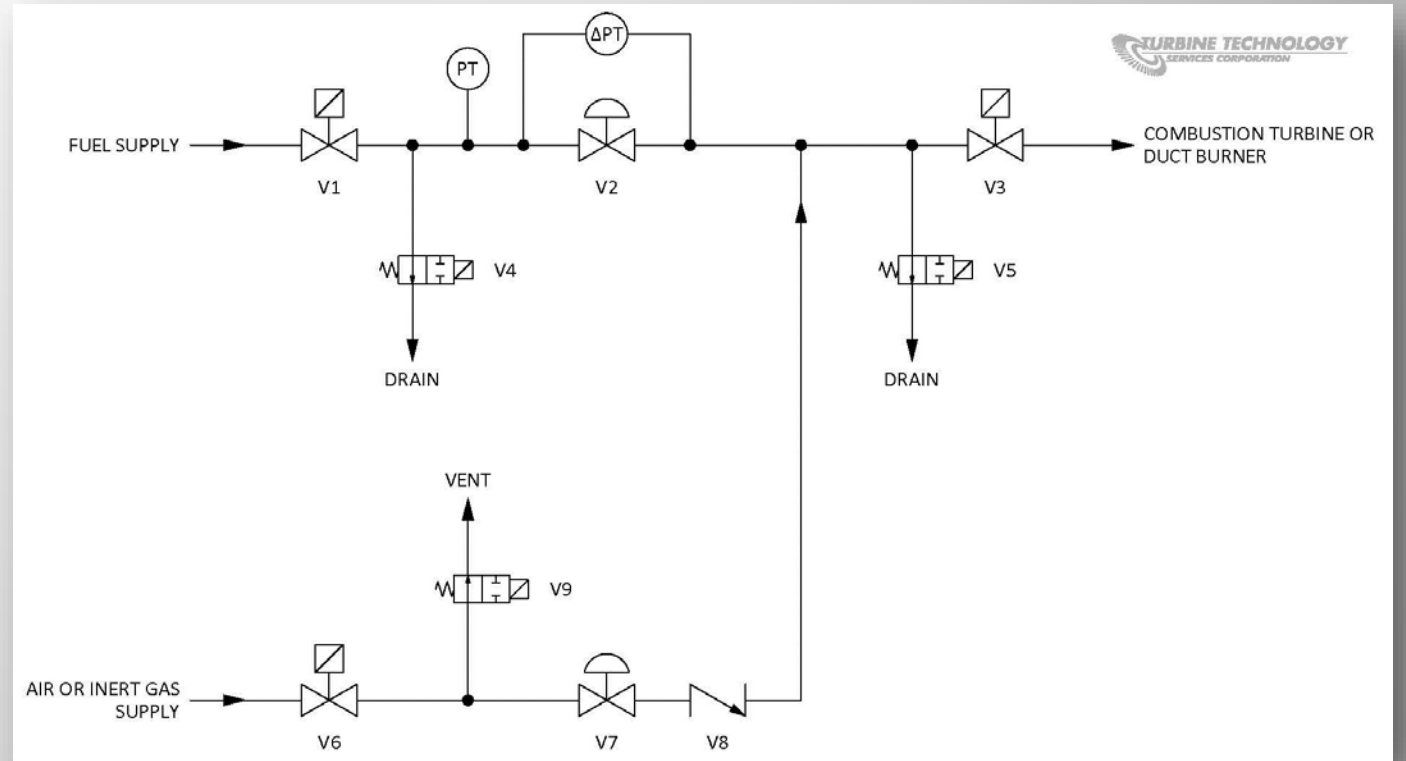 ΔPT
TURBINE TECHNOLOGY
SERVICES CORPORATION
PT
FUEL SUPPLY
COMBUSTION TURBINE OR
DUCT BURNER
V1
V2
V3
V4
V5
DRAIN
DRAIN
VENT
V9
AIR OR INERT GAS
SUPPLY
V6
V7
V8